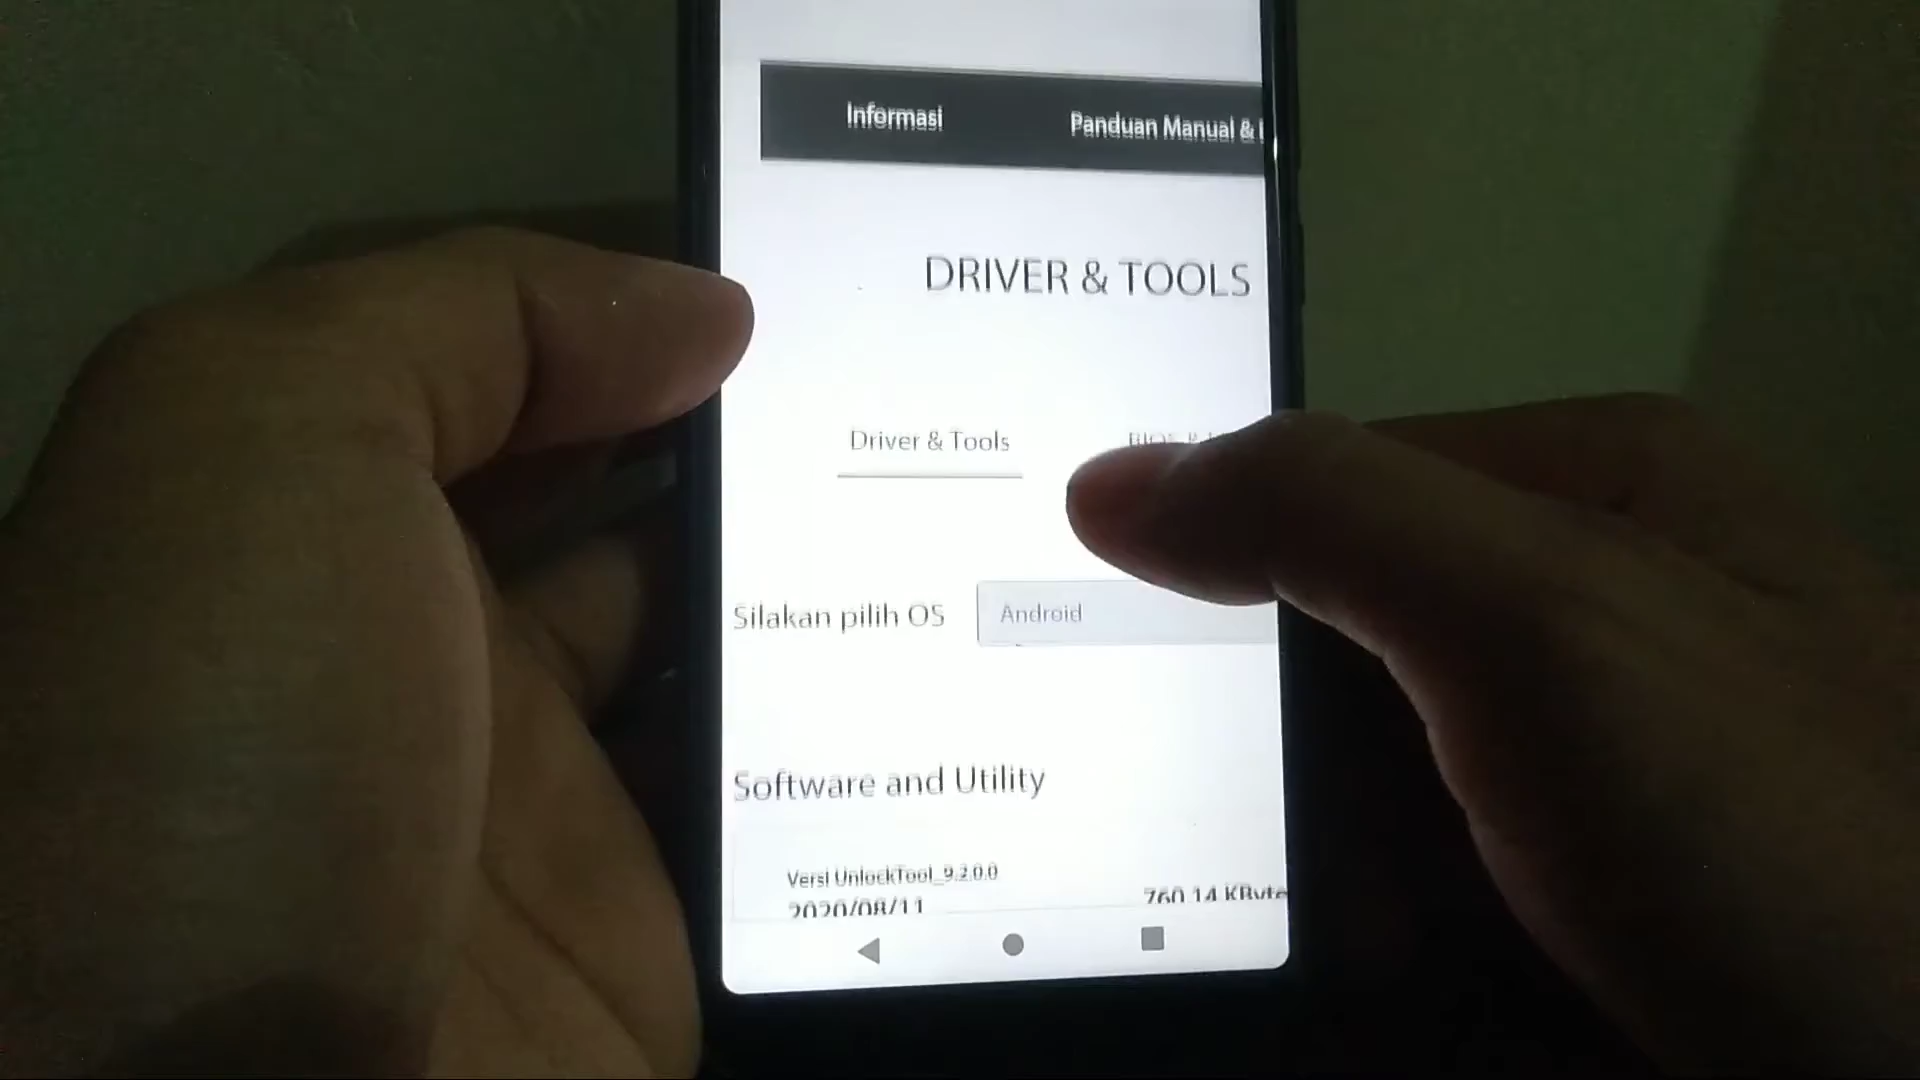 Informasi
Panduan Manual &
DRIVER & TOOLS
Driver & Tools
BIOS &
Silakan pilih OS
Android
Software and Utility
Versi UnlockTool_9.2.0.0
2020/08/11
760.14 KByte